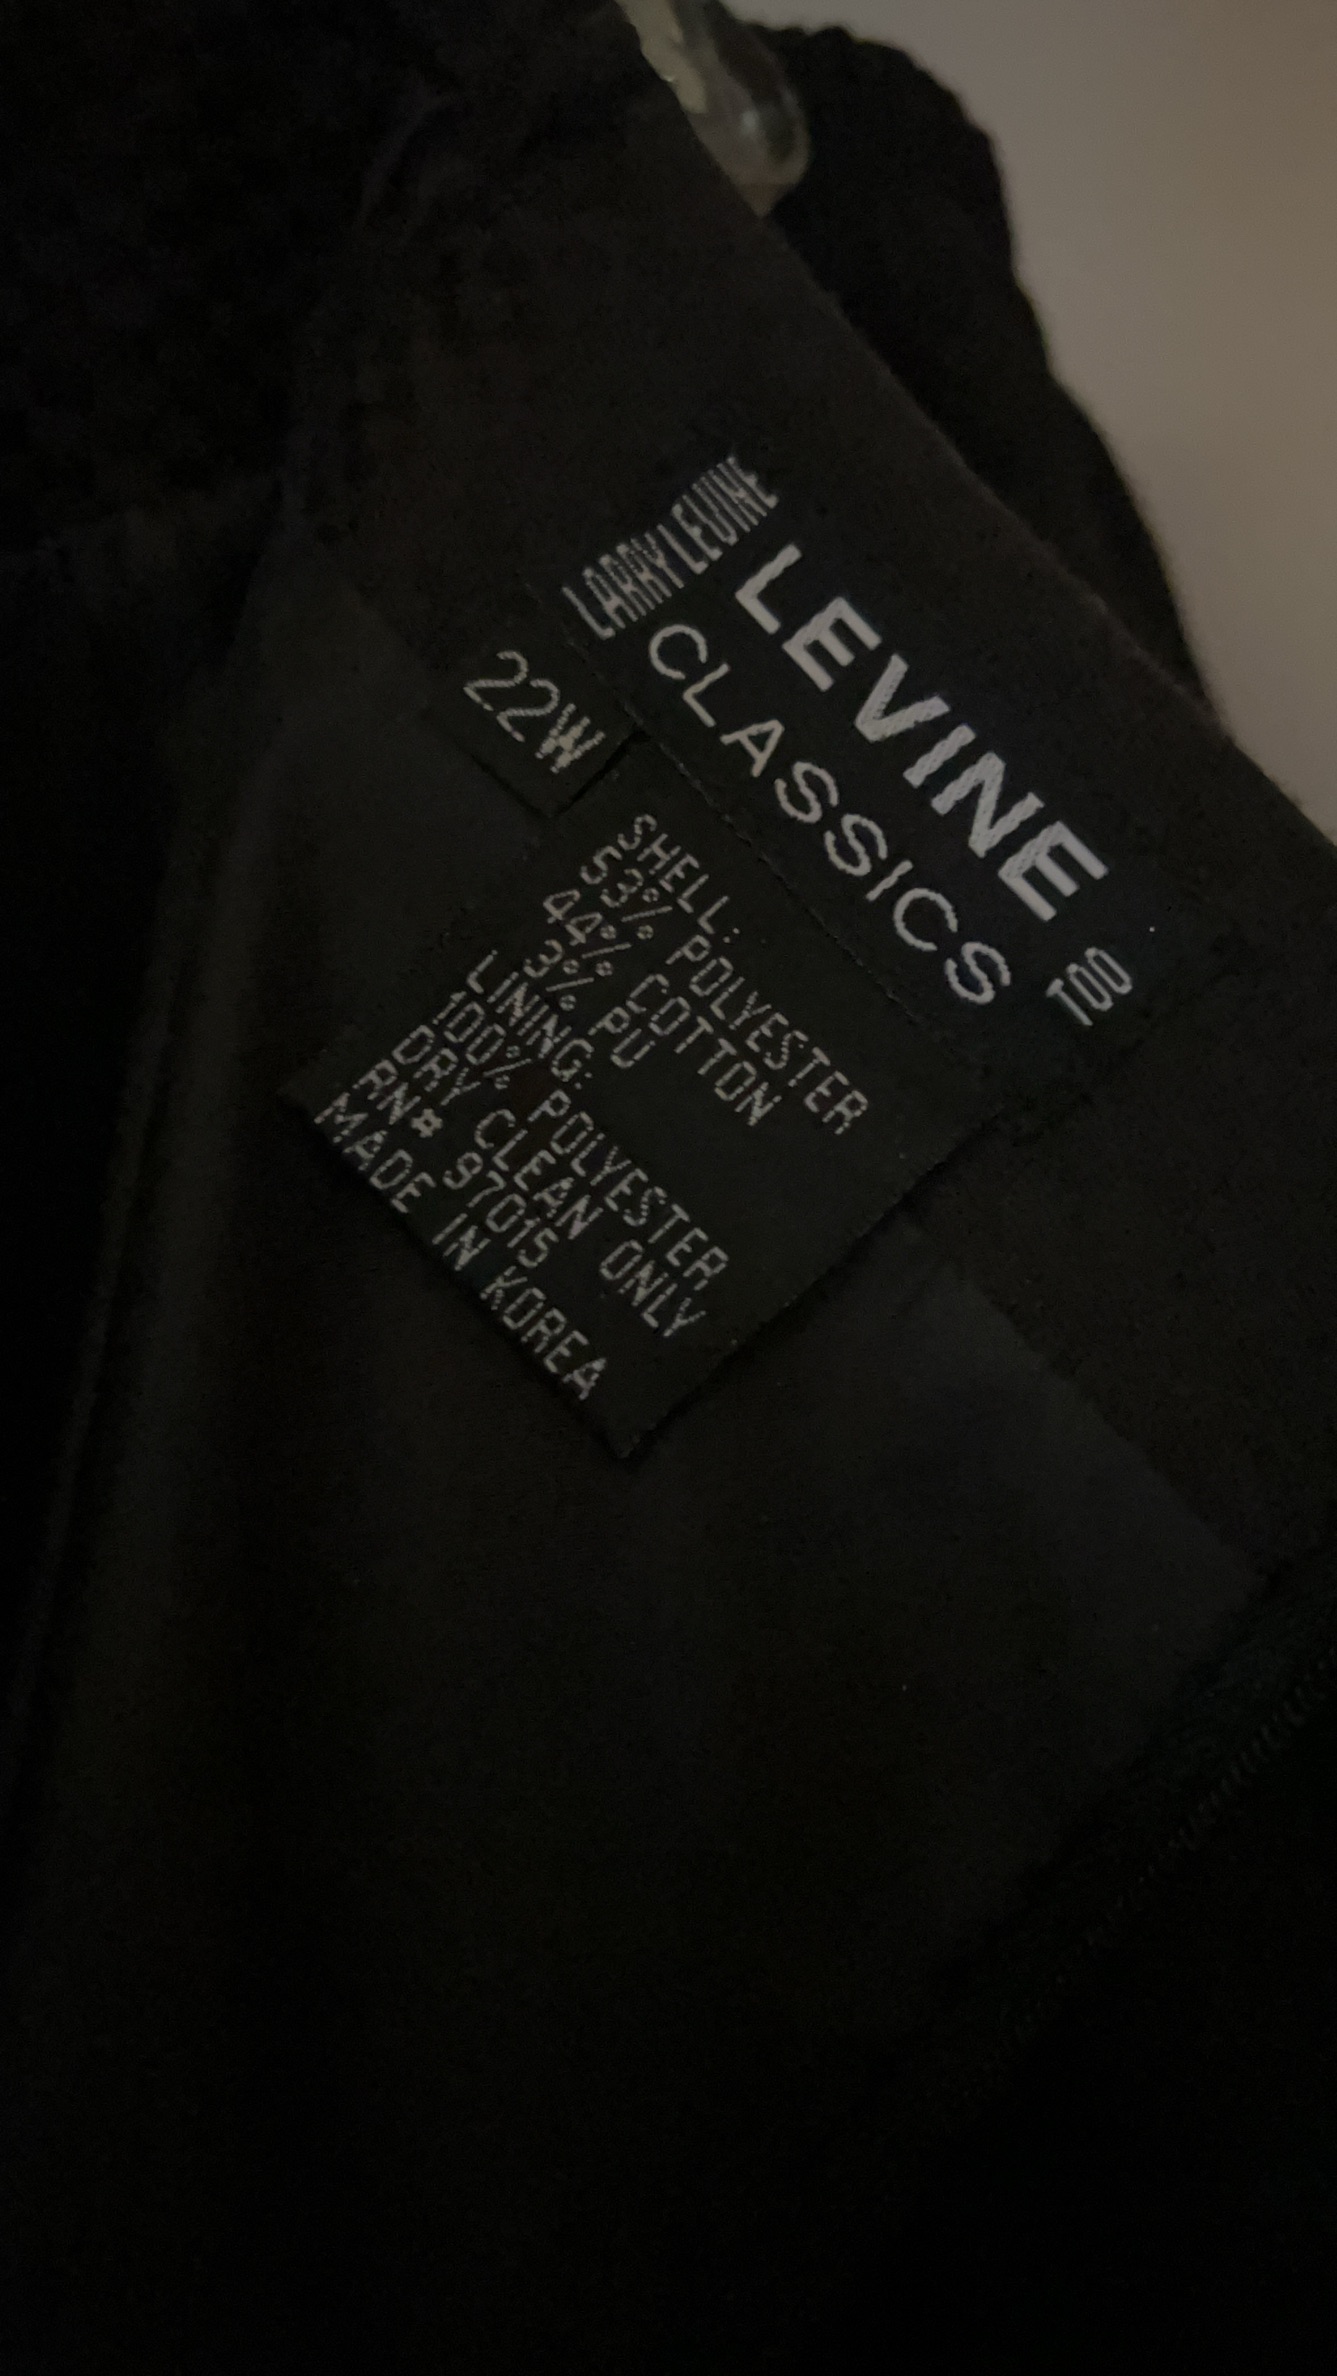 LARRY LEVINE
LEVINE
CLASSICS
TOO
22W
SHELL:
53% POLYESTER
44% COTTON
3% PU
LINING:
100% POLYESTER
DRY CLEAN ONLY
RN# 97015
MADE IN KOREA